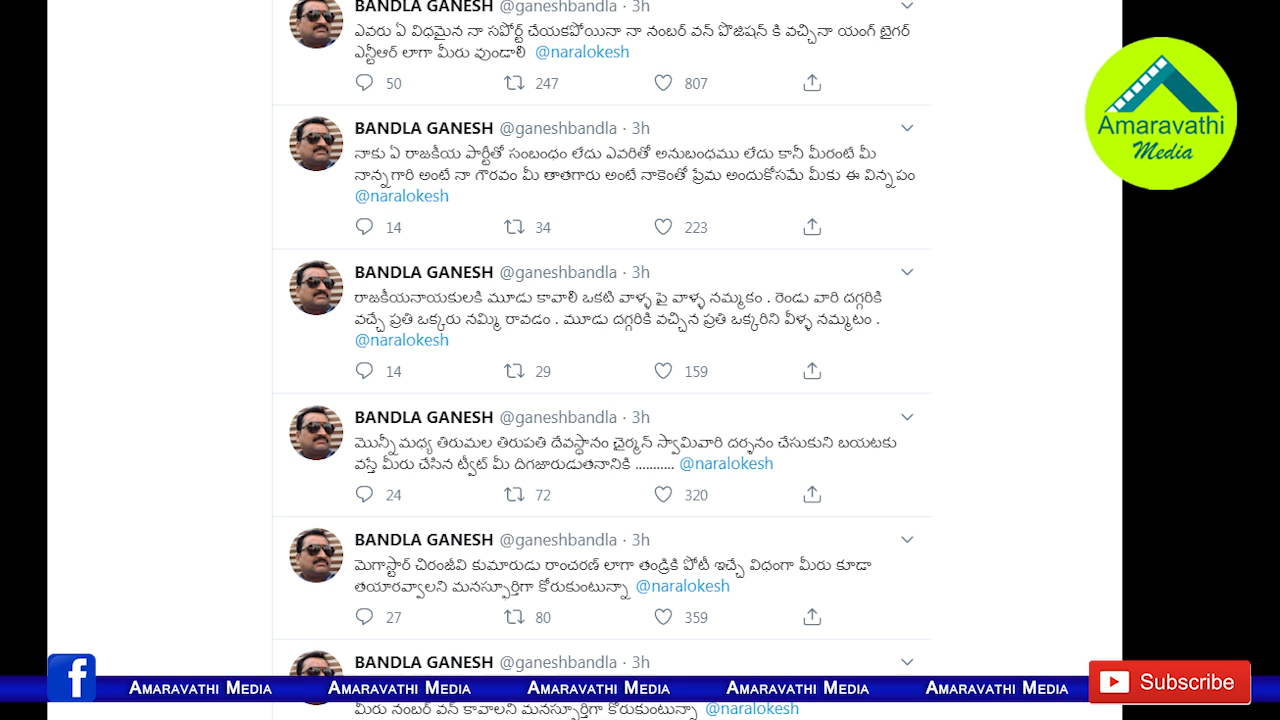 BANDLA GANESH @ganeshbandla · 3h
ఎవరు ఏ విధమైన నా సపోర్ట్ చేయకపోయినా నా నంబర్ వన్ పొజిషన్ కి వచ్చినా యంగ్ టైగర్
ఎన్టీఆర్ లాగా మీరు వుండాలి @naralokesh
50 247 807
BANDLA GANESH @ganeshbandla · 3h
నాకు ఏ రాజకీయ పార్టీతో సంబంధం లేదు ఎవరితో అనుబంధము లేదు కానీ మీరంటే మీ
నాన్నగారి అంటే నా గౌరవం మీ తాతగారు అంటే నాకెంతో ప్రేమ అందుకోసమే మీకు ఈ విన్నపం
@naralokesh
14 34 223
BANDLA GANESH @ganeshbandla · 3h
రాజకీయనాయకులకి మూడు కావాలి ఒకటి వాళ్ళ పై వాళ్ళ నమ్మకం . రెండు వారి దగ్గరికి
వచ్చే ప్రతి ఒక్కరు నమ్మి రావడం . మూడు దగ్గరికి వచ్చిన ప్రతి ఒక్కరిని వీళ్ళ నమ్మటం .
@naralokesh
14 29 159
BANDLA GANESH @ganeshbandla · 3h
మొన్నీమధ్య తిరుమల తిరుపతి దేవస్థానం చైర్మన్ స్వామివారి దర్శనం చేసుకుని బయటకు
వస్తే మీరు చేసిన ట్వీట్ మీ దిగజారుడుతనానికి ........... @naralokesh
24 72 320
BANDLA GANESH @ganeshbandla · 3h
మెగాస్టార్ చిరంజీవి కుమారుడు రాంచరణ్ లాగా తండ్రికి పోటీ ఇచ్చే విదంగా మీరు కూడా
తయారవ్వాలని మనస్ఫూర్తిగా కోరుకుంటున్నా @naralokesh
27 80 359
BANDLA GANESH @ganeshbandla · 3h
మీరు నంబర్ వన్ కావాలని మనస్ఫూర్తిగా కోరుకుంటున్నా @naralokesh
Amaravathi
Media
f
Amaravathi Media Amaravathi Media Amaravathi Media Amaravathi Media Amaravathi Media
Subscribe